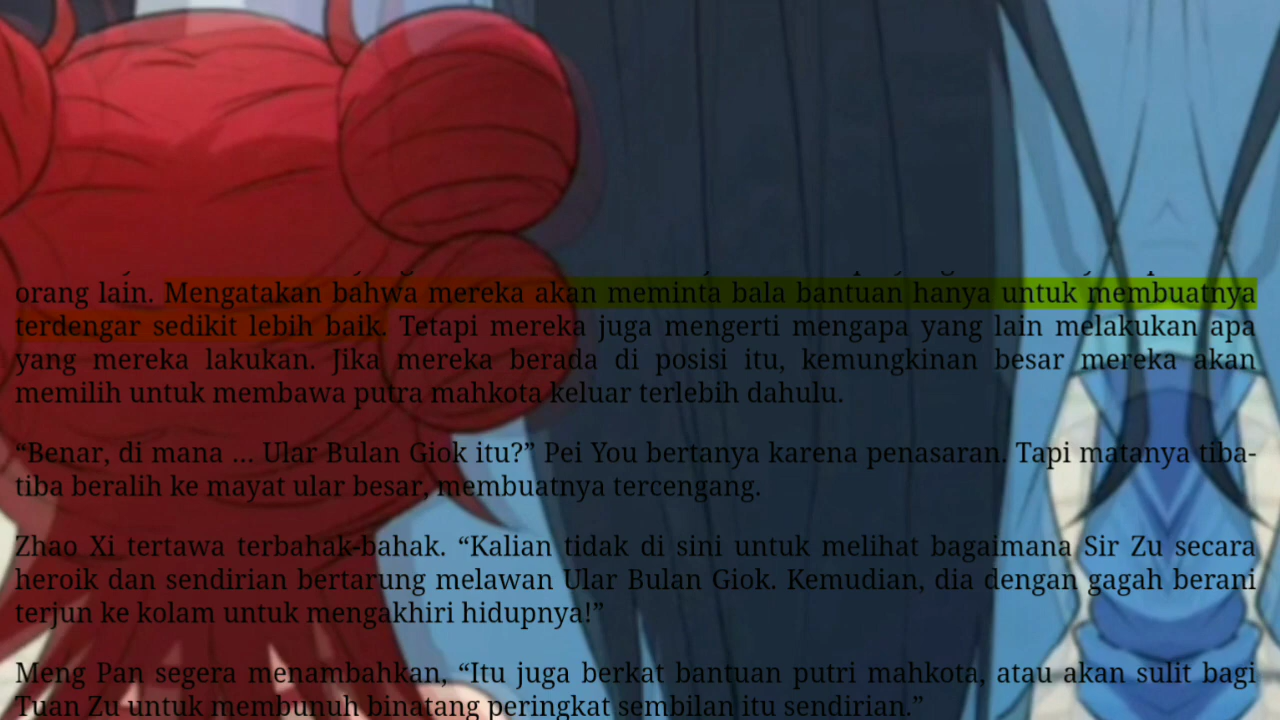 orang lain. Mengatakan bahwa mereka akan meminta bala bantuan hanya untuk membuatnya
terdengar sedikit lebih baik. Tetapi mereka juga mengerti mengapa yang lain melakukan apa
yang mereka lakukan. Jika mereka berada di posisi itu, kemungkinan besar mereka akan
memilih untuk membawa putra mahkota keluar terlebih dahulu.
“Benar, di mana ... Ular Bulan Giok itu?” Pei You bertanya karena penasaran. Tapi matanya tiba-
tiba beralih ke mayat ular besar, membuatnya tercengang.
Zhao Xi tertawa terbahak-bahak. “Kalian tidak di sini untuk melihat bagaimana Sir Zu secara
heroik dan sendirian bertarung melawan Ular Bulan Giok. Kemudian, dia dengan gagah berani
terjun ke kolam untuk mengakhiri hidupnya!”
Meng Pan segera menambahkan, “Itu juga berkat bantuan putri mahkota, atau akan sulit bagi
Tuan Zu untuk membunuh binatang peringkat sembilan itu sendirian.”